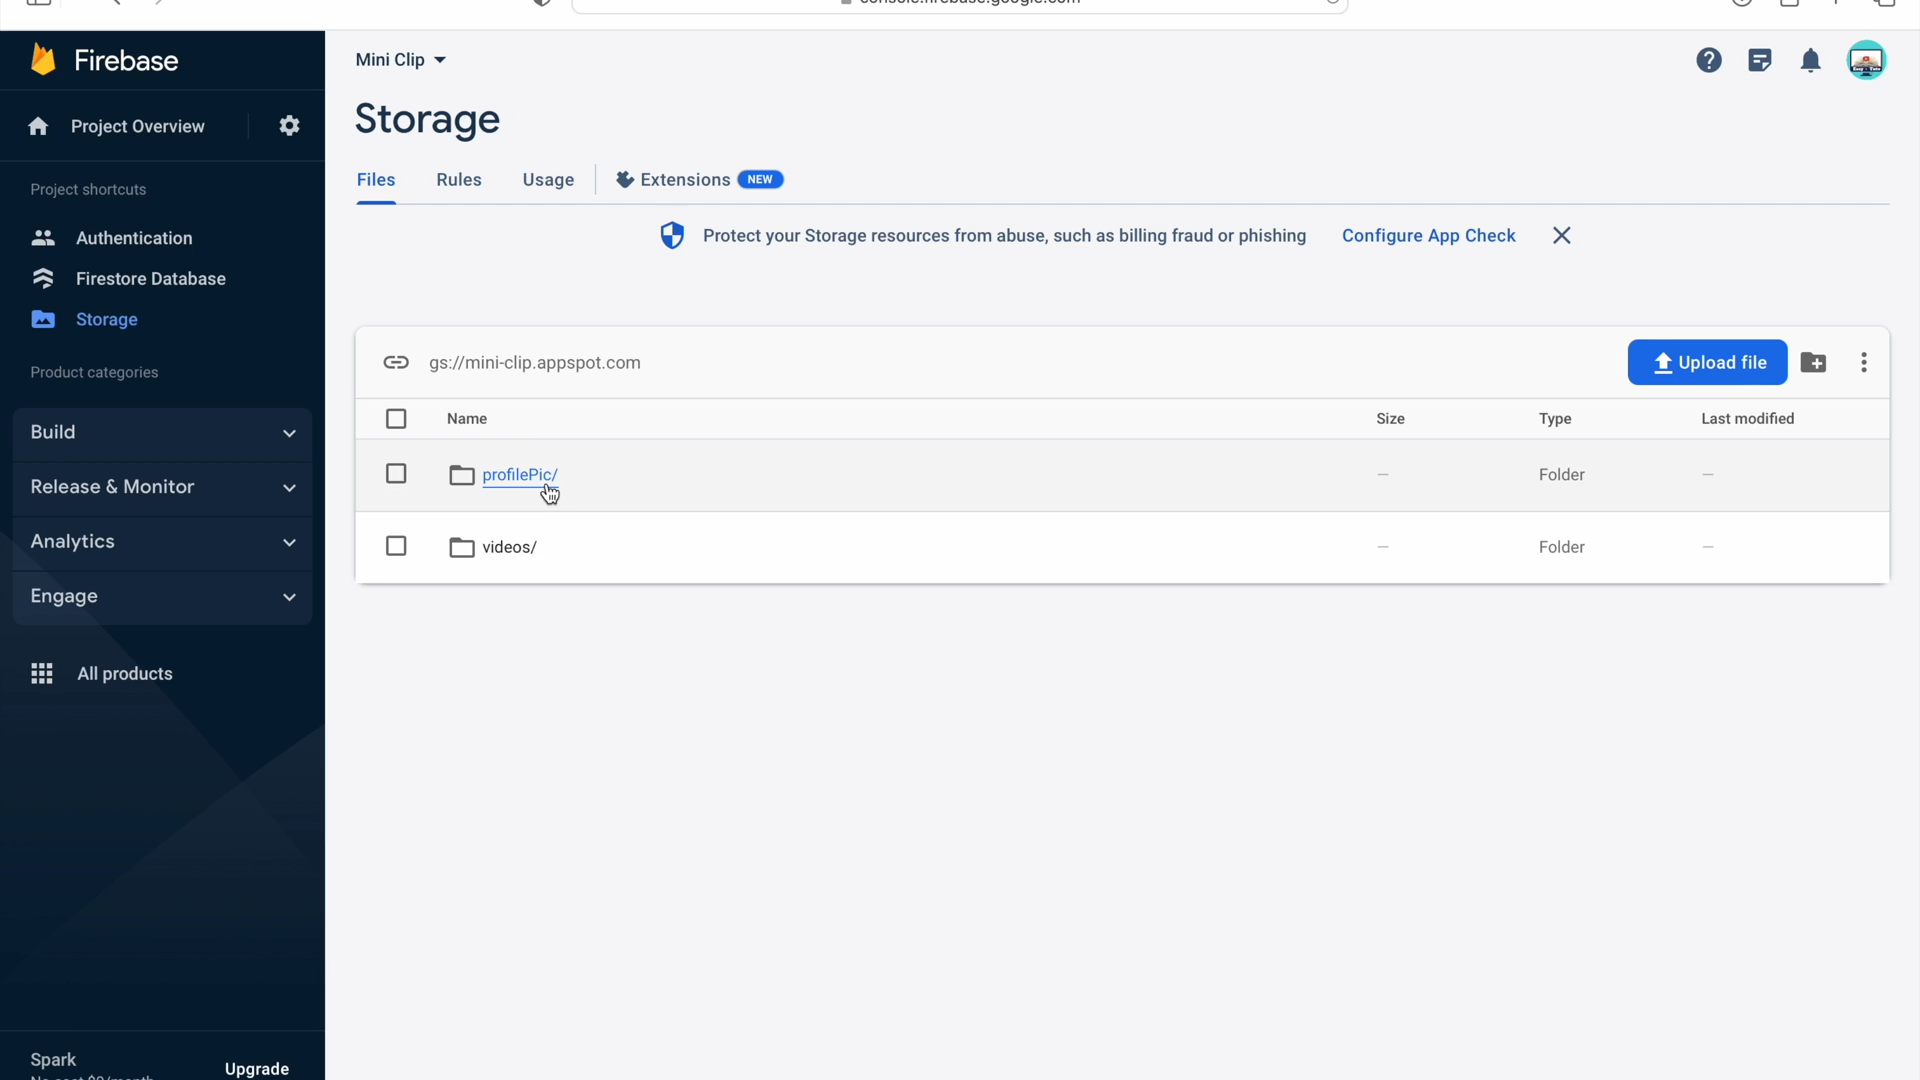 Firebase
Mini Clip
Project Overview
Storage
Project shortcuts
Files Rules Usage Extensions NEW
Authentication
Protect your Storage resources from abuse, such as billing fraud or phishing Configure App Check
Firestore Database
Storage
Product categories
gs://mini-clip.appspot.com Upload file
Name Size Type Last modified
Build
profilePic/ — Folder —
Release & Monitor
videos/ — Folder —
Analytics
Engage
All products
Spark
Upgrade